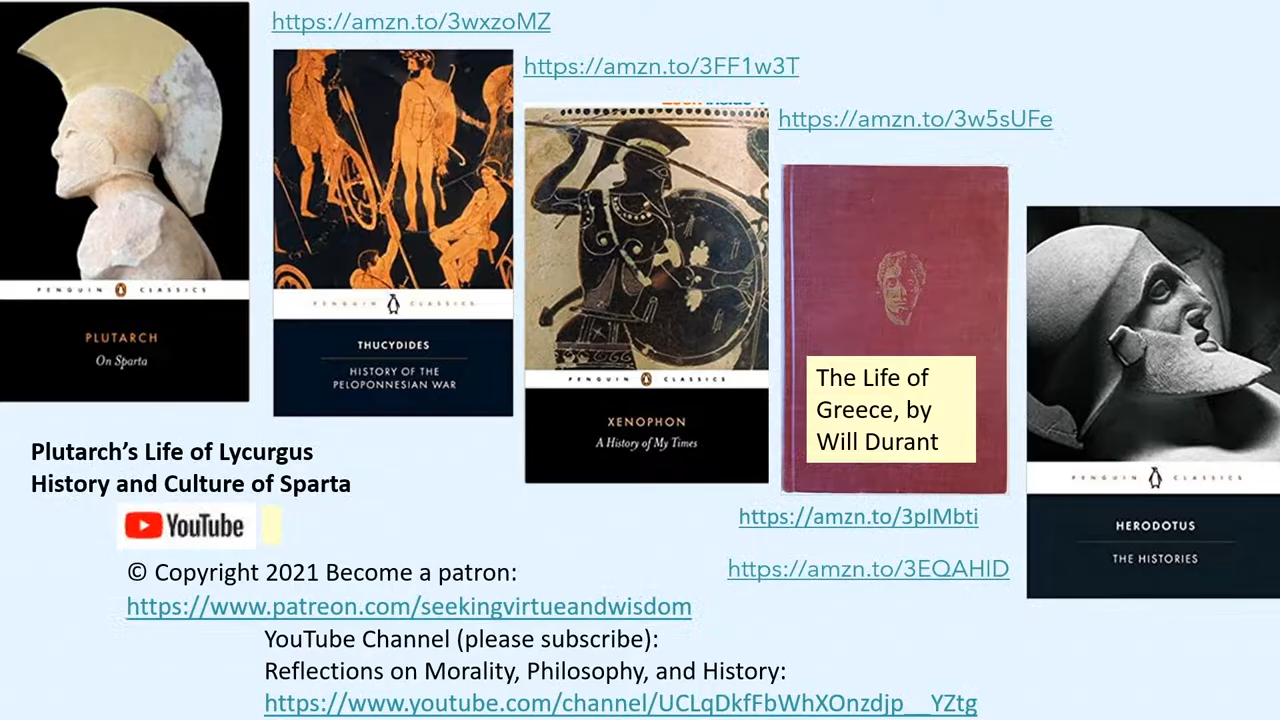 https://amzn.to/3wxzoMZ
https://amzn.to/3FF1w3T
https://amzn.to/3w5sUFe
PENGUIN CLASSICS
PLUTARCH
On Sparta
PENGUIN CLASSICS
THUCYDIDES
HISTORY OF THE
PELOPONNESIAN WAR
PENGUIN CLASSICS
XENOPHON
A History of My Times
The Life of
Greece, by
Will Durant
PENGUIN CLASSICS
HERODOTUS
THE HISTORIES
https://amzn.to/3pIMbti
https://amzn.to/3EQAHID
Plutarch’s Life of Lycurgus
History and Culture of Sparta
YouTube
© Copyright 2021 Become a patron:
https://www.patreon.com/seekingvirtueandwisdom
YouTube Channel (please subscribe):
Reflections on Morality, Philosophy, and History:
https://www.youtube.com/channel/UCLqDkfFbWhXOnzdjp__YZtg